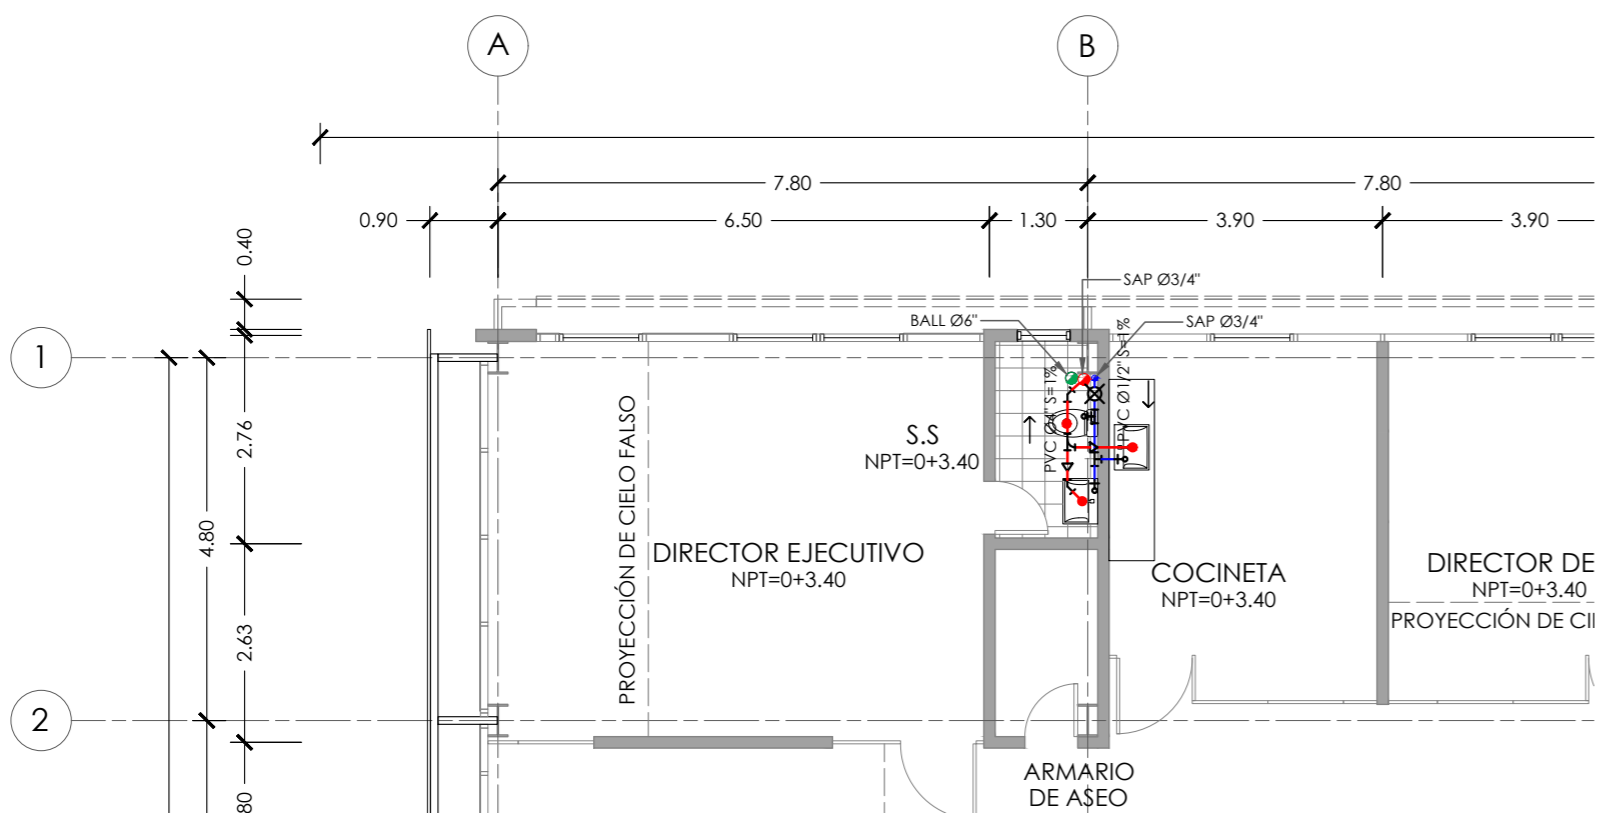 A
B
7.80
7.80
0.90
6.50
1.30
3.90
3.90
0.40
SAP Ø3/4"
BALL Ø6"
SAP Ø3/4"
1
PVC Ø4" S=1%
PVC Ø1/2" S=1%
2.76
PROYECCIÓN DE CIELO FALSO
S.S
NPT=0+3.40
4.80
DIRECTOR EJECUTIVO
NPT=0+3.40
COCINETA
NPT=0+3.40
DIRECTOR DE
NPT=0+3.40
PROYECCIÓN DE CI
2.63
2
ARMARIO
DE ASEO
80